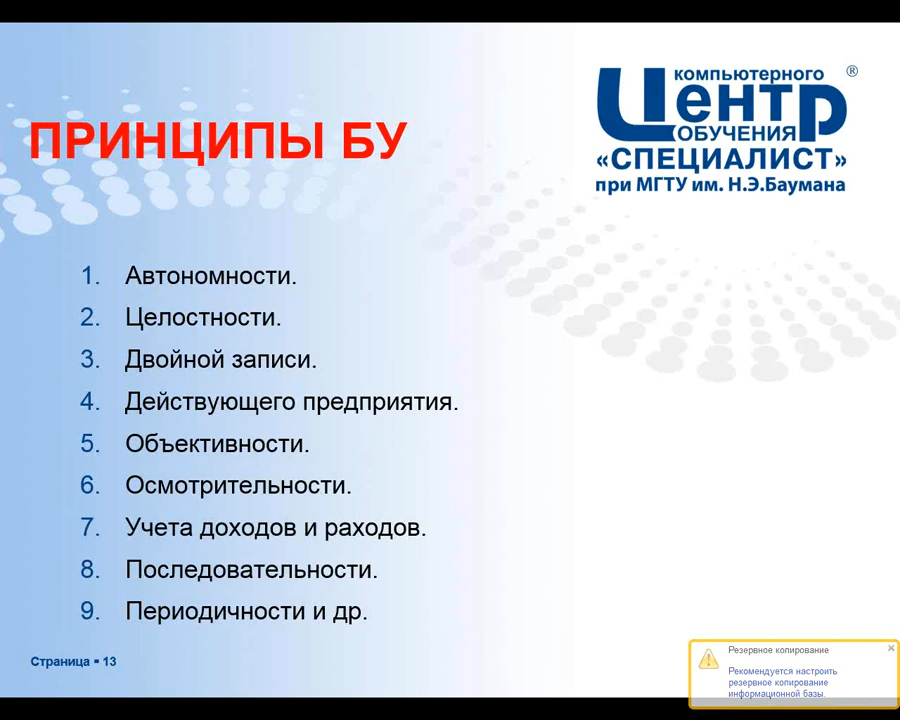 компьютерного
Центр ®
ОБУЧЕНИЯ
«СПЕЦИАЛИСТ»
при МГТУ им. Н.Э.Баумана
ПРИНЦИПЫ БУ
1. Автономности.
2. Целостности.
3. Двойной записи.
4. Действующего предприятия.
5. Объективности.
6. Осмотрительности.
7. Учета доходов и раходов.
8. Последовательности.
9. Периодичности и др.
Страница ▪ 13
Резервное копирование
Рекомендуется настроить
резервное копирование
информационной базы.